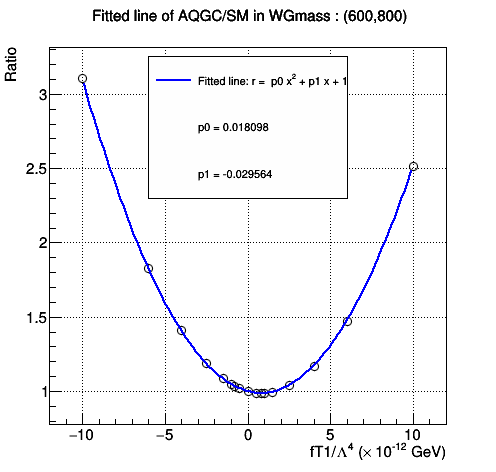 Fitted line of AQGC/SM in WGmass : (600,800)
Ratio
Fitted line: r = p0 x² + p1 x + 1
p0 = 0.018098
p1 = -0.029564
3
2.5
2
1.5
1
−10 −5 0 5 10
fT1/Λ⁴ (× 10⁻¹² GeV)